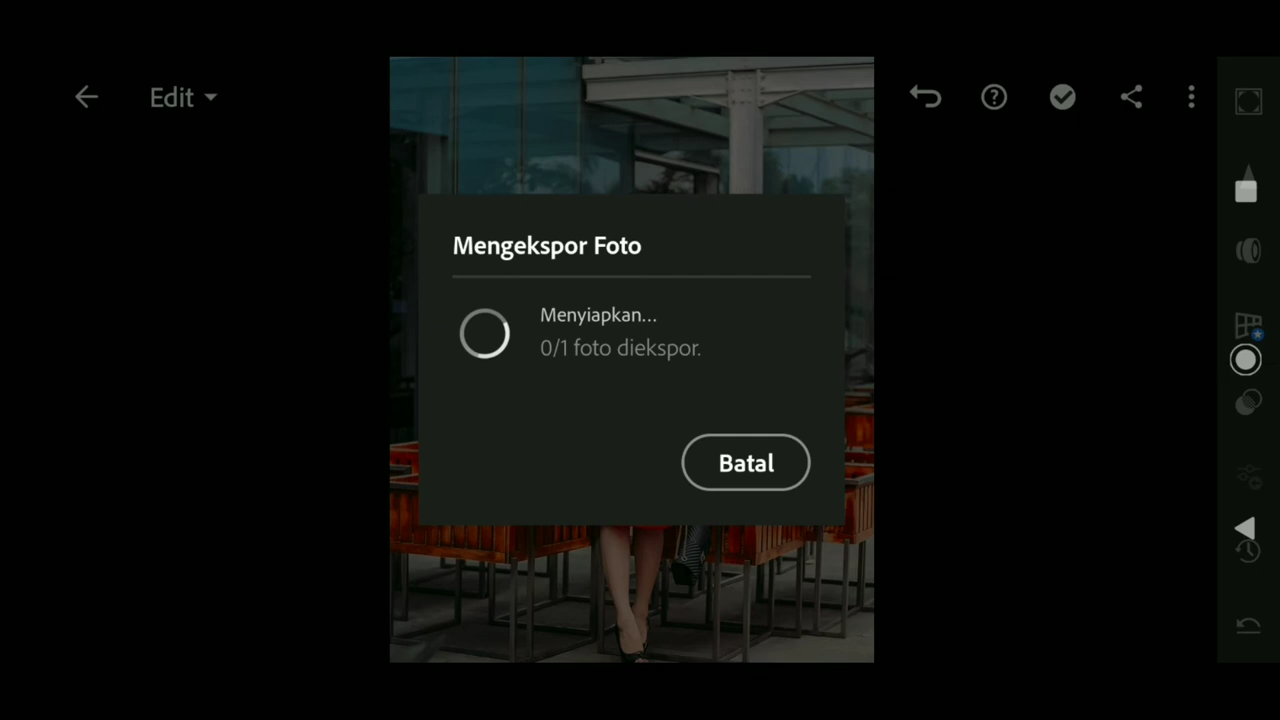 Edit
Mengekspor Foto
Menyiapkan...
0/1 foto diekspor.
Batal